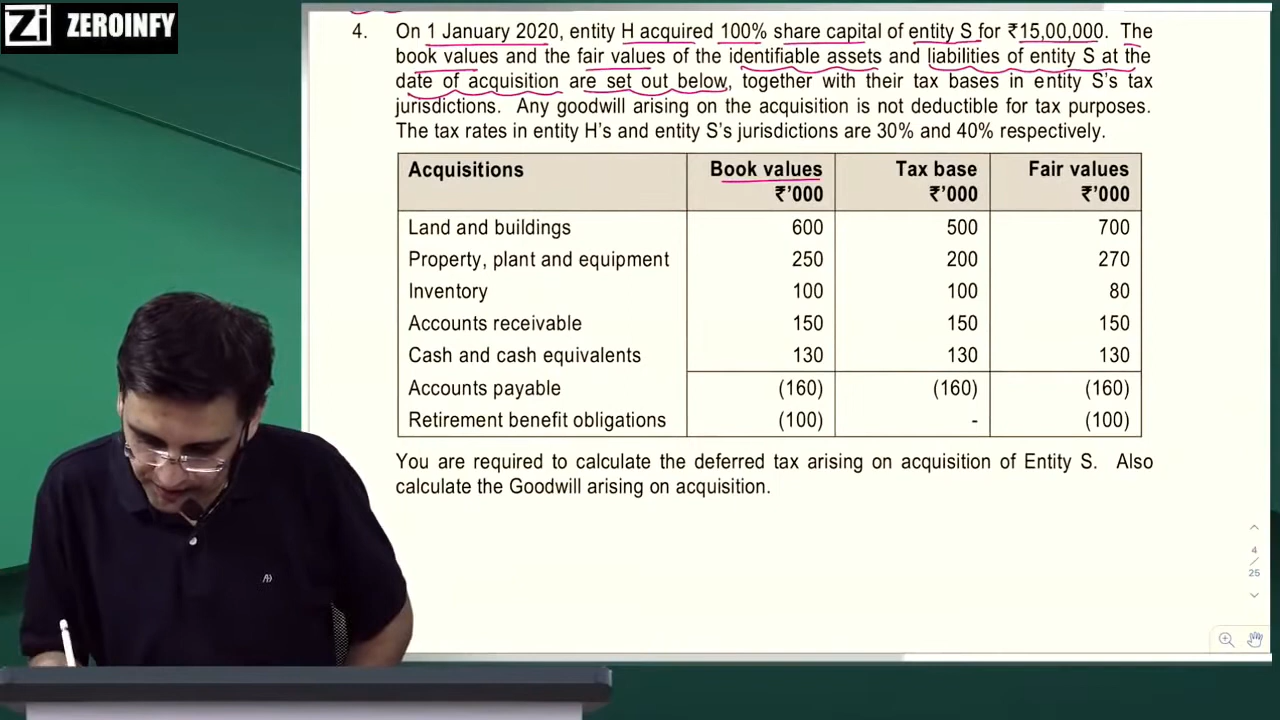 Zi ZEROINFY
4. On 1 January 2020, entity H acquired 100% share capital of entity S for ₹15,00,000. The
book values and the fair values of the identifiable assets and liabilities of entity S at the
date of acquisition are set out below, together with their tax bases in entity S’s tax
jurisdictions. Any goodwill arising on the acquisition is not deductible for tax purposes.
The tax rates in entity H’s and entity S’s jurisdictions are 30% and 40% respectively.
Acquisitions Book values Tax base Fair values
₹’000 ₹’000 ₹’000
Land and buildings 600 500 700
Property, plant and equipment 250 200 270
Inventory 100 100 80
Accounts receivable 150 150 150
Cash and cash equivalents 130 130 130
Accounts payable (160) (160) (160)
Retirement benefit obligations (100) - (100)
You are required to calculate the deferred tax arising on acquisition of Entity S. Also
calculate the Goodwill arising on acquisition.
4
/
25